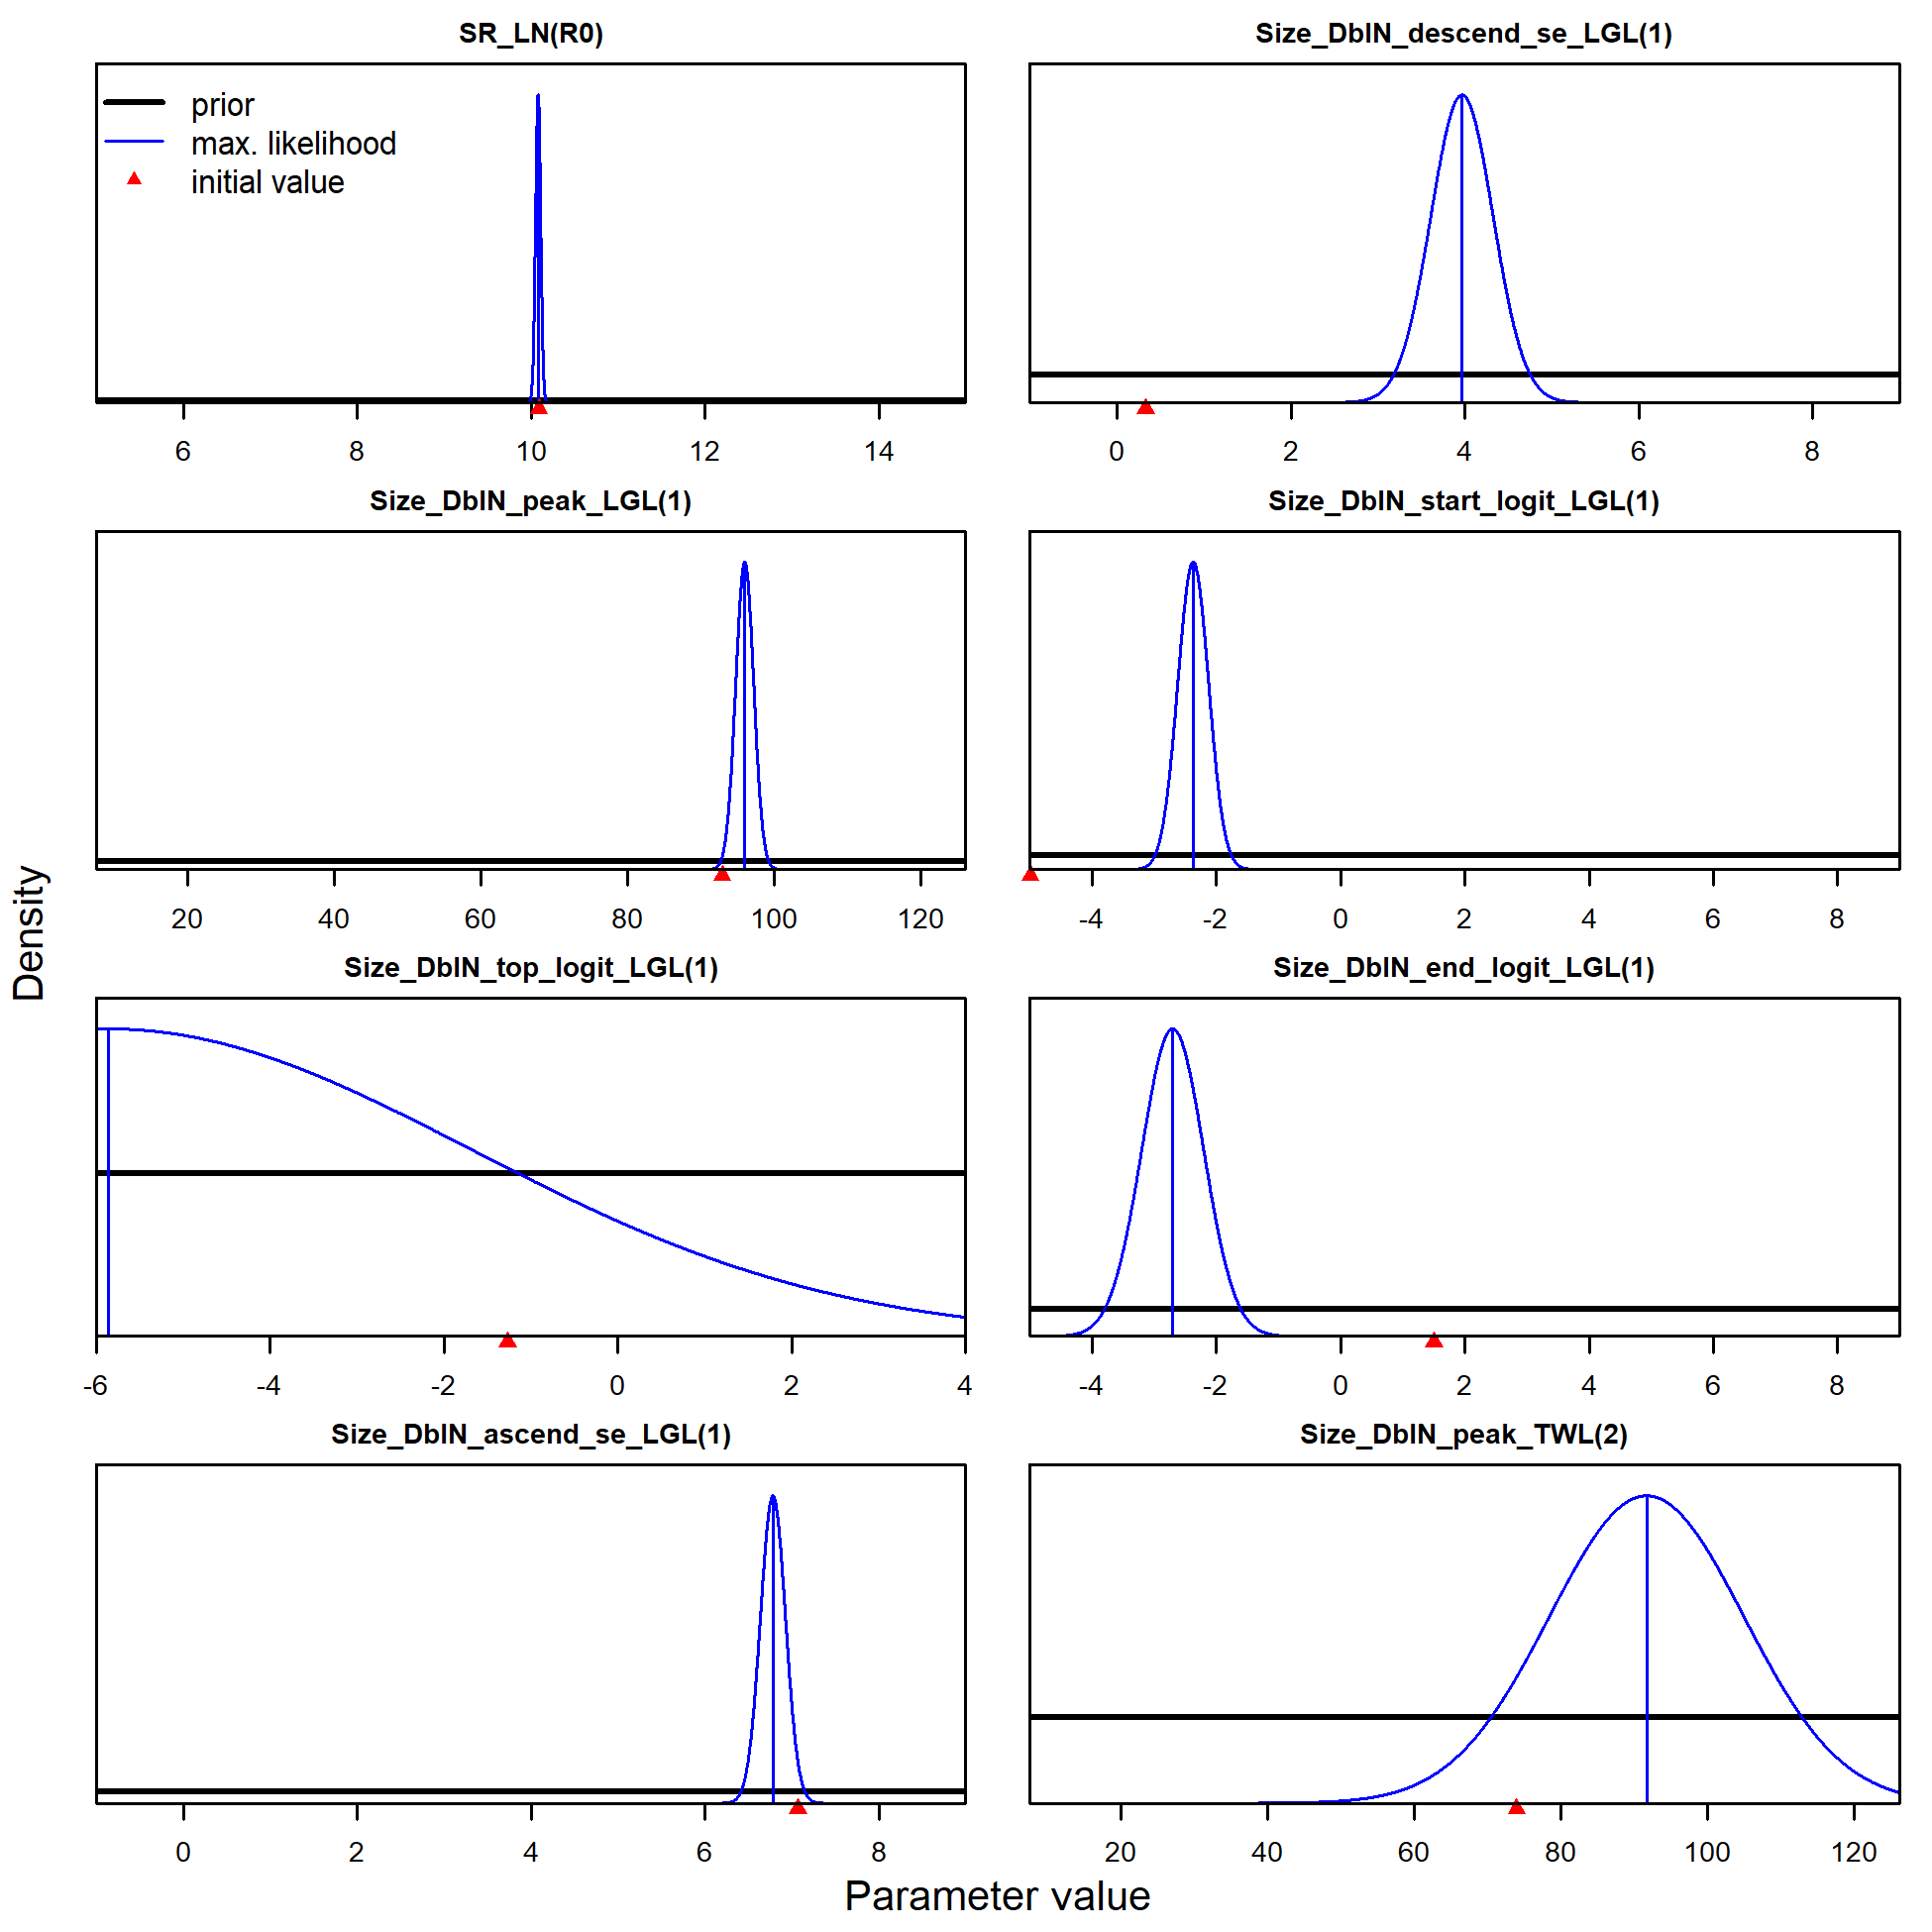 SR_LN(R0)
prior
max. likelihood
initial value
6 8 10 12 14
Size_DblN_descend_se_LGL(1)
0 2 4 6 8
Size_DblN_peak_LGL(1)
20 40 60 80 100 120
Size_DblN_start_logit_LGL(1)
-4 -2 0 2 4 6 8
Size_DblN_top_logit_LGL(1)
-6 -4 -2 0 2 4
Size_DblN_end_logit_LGL(1)
-4 -2 0 2 4 6 8
Size_DblN_ascend_se_LGL(1)
0 2 4 6 8
Size_DblN_peak_TWL(2)
20 40 60 80 100 120
Density
Parameter value